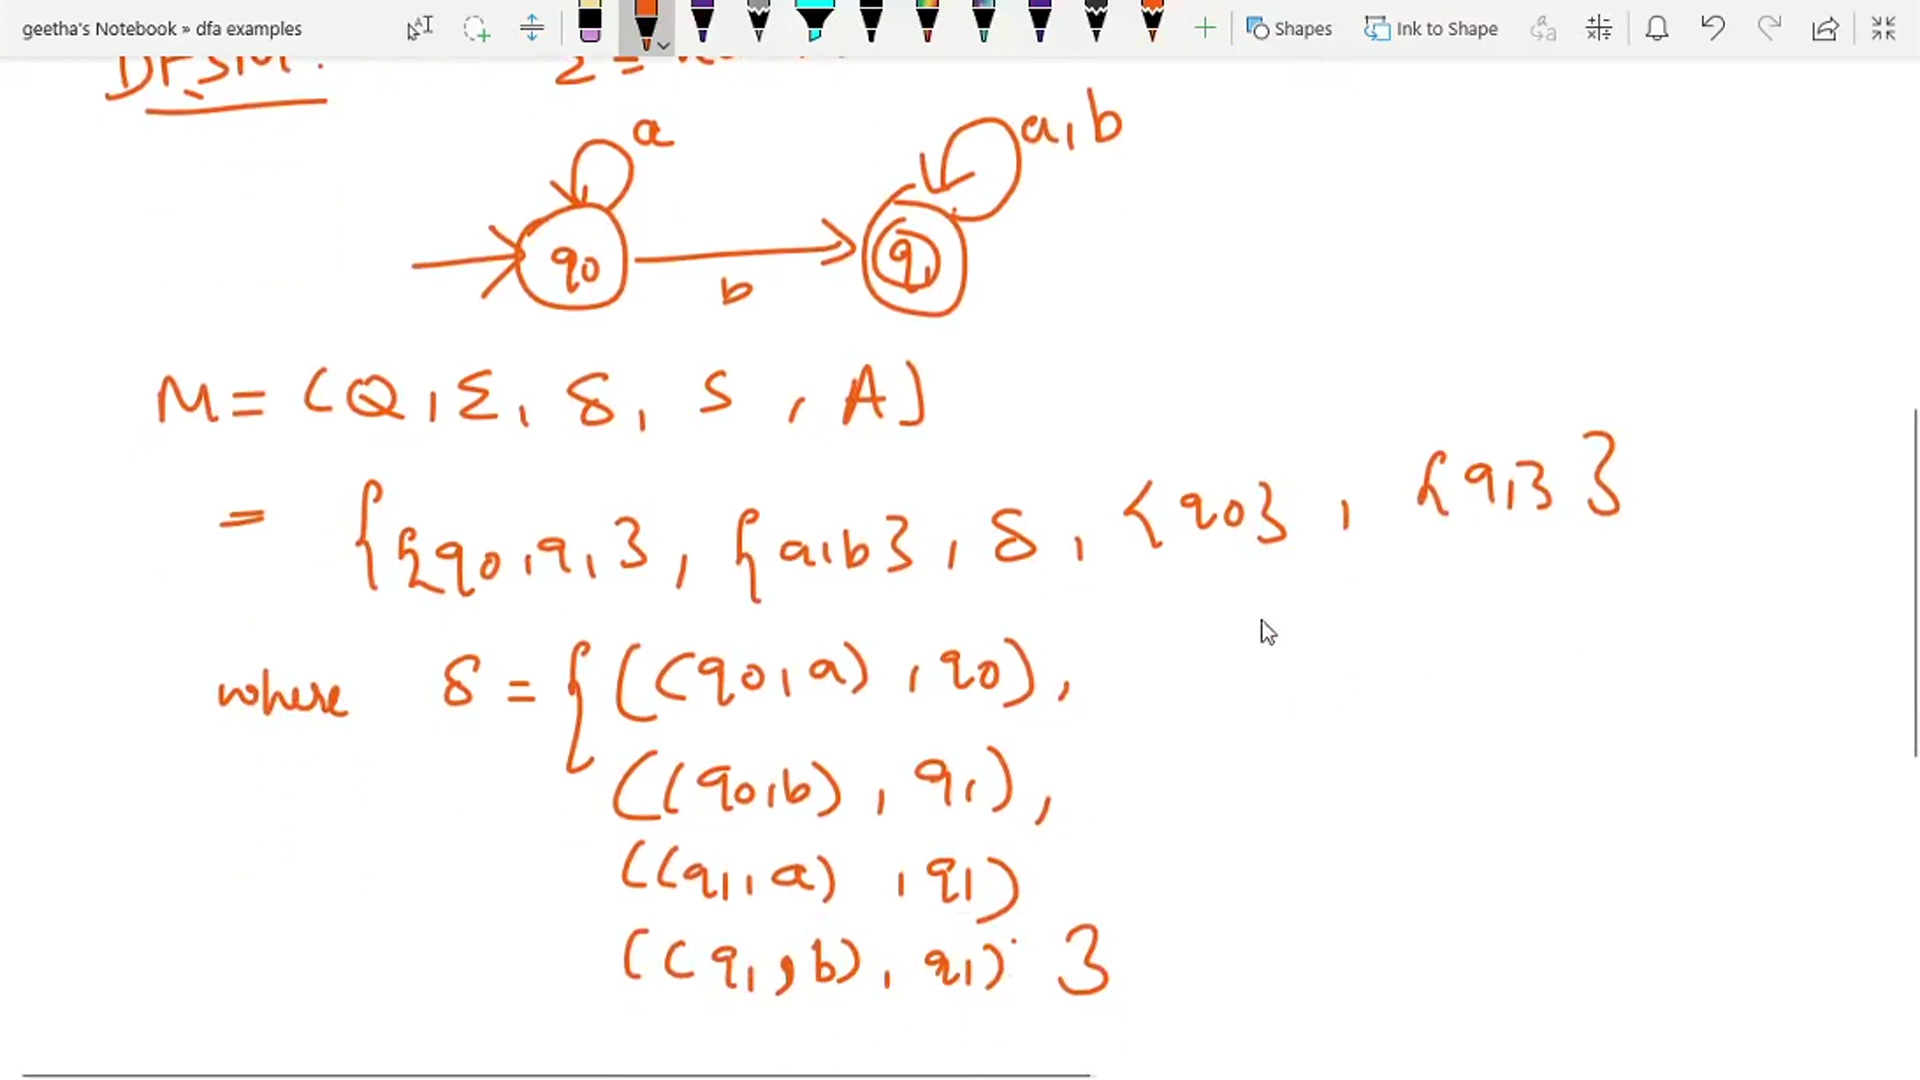 geetha's Notebook » dfa examples
Shapes
Ink to Shape
DFSM :
Σ =
a
a,b
q0
q1
b
M = (Q, Σ, δ, S, A)
= {{q0, q1}, {a,b}, δ, {q0}, {q1}}
where δ = { ((q0, a), q0),
((q0, b), q1),
((q1, a), q1)
((q1, b), q1) }